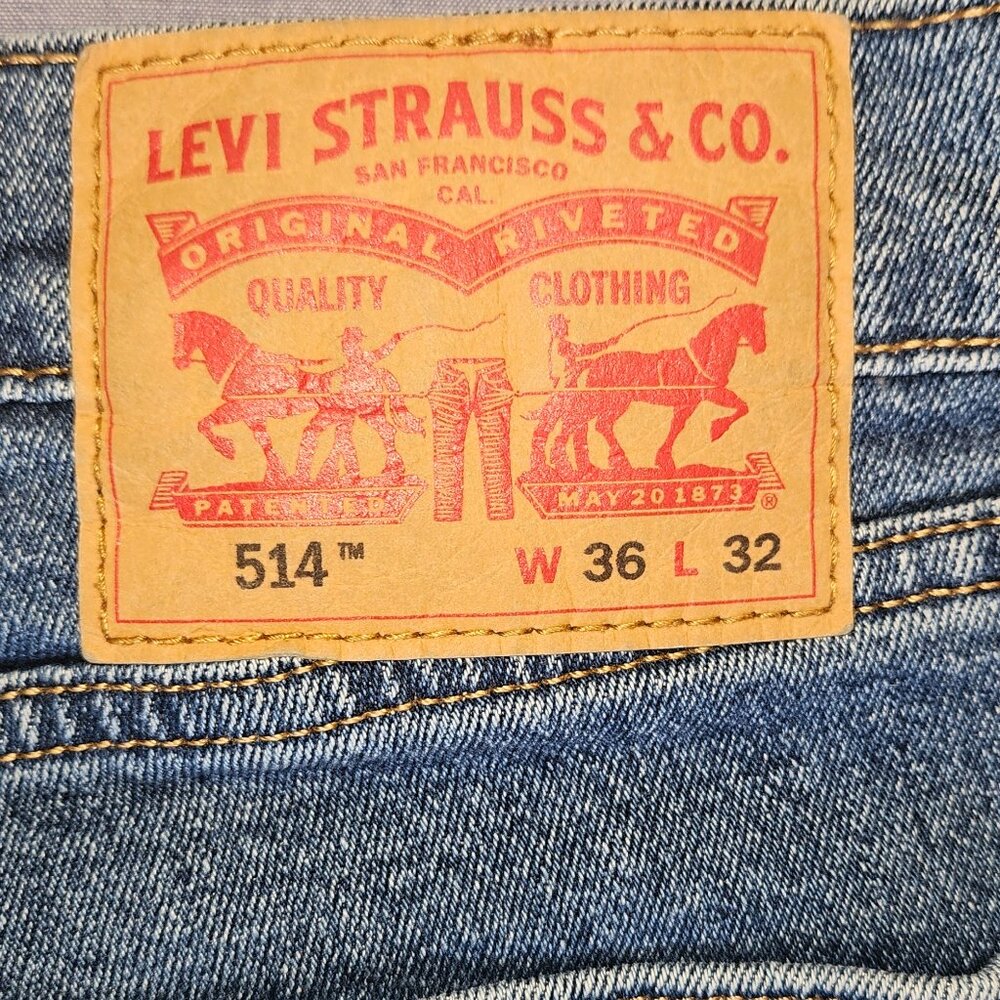 LEVI STRAUSS & CO.
SAN FRANCISCO
CAL.
ORIGINAL RIVETED
QUALITY CLOTHING
PATENTED MAY 20 1873 ®
514™ W 36 L 32